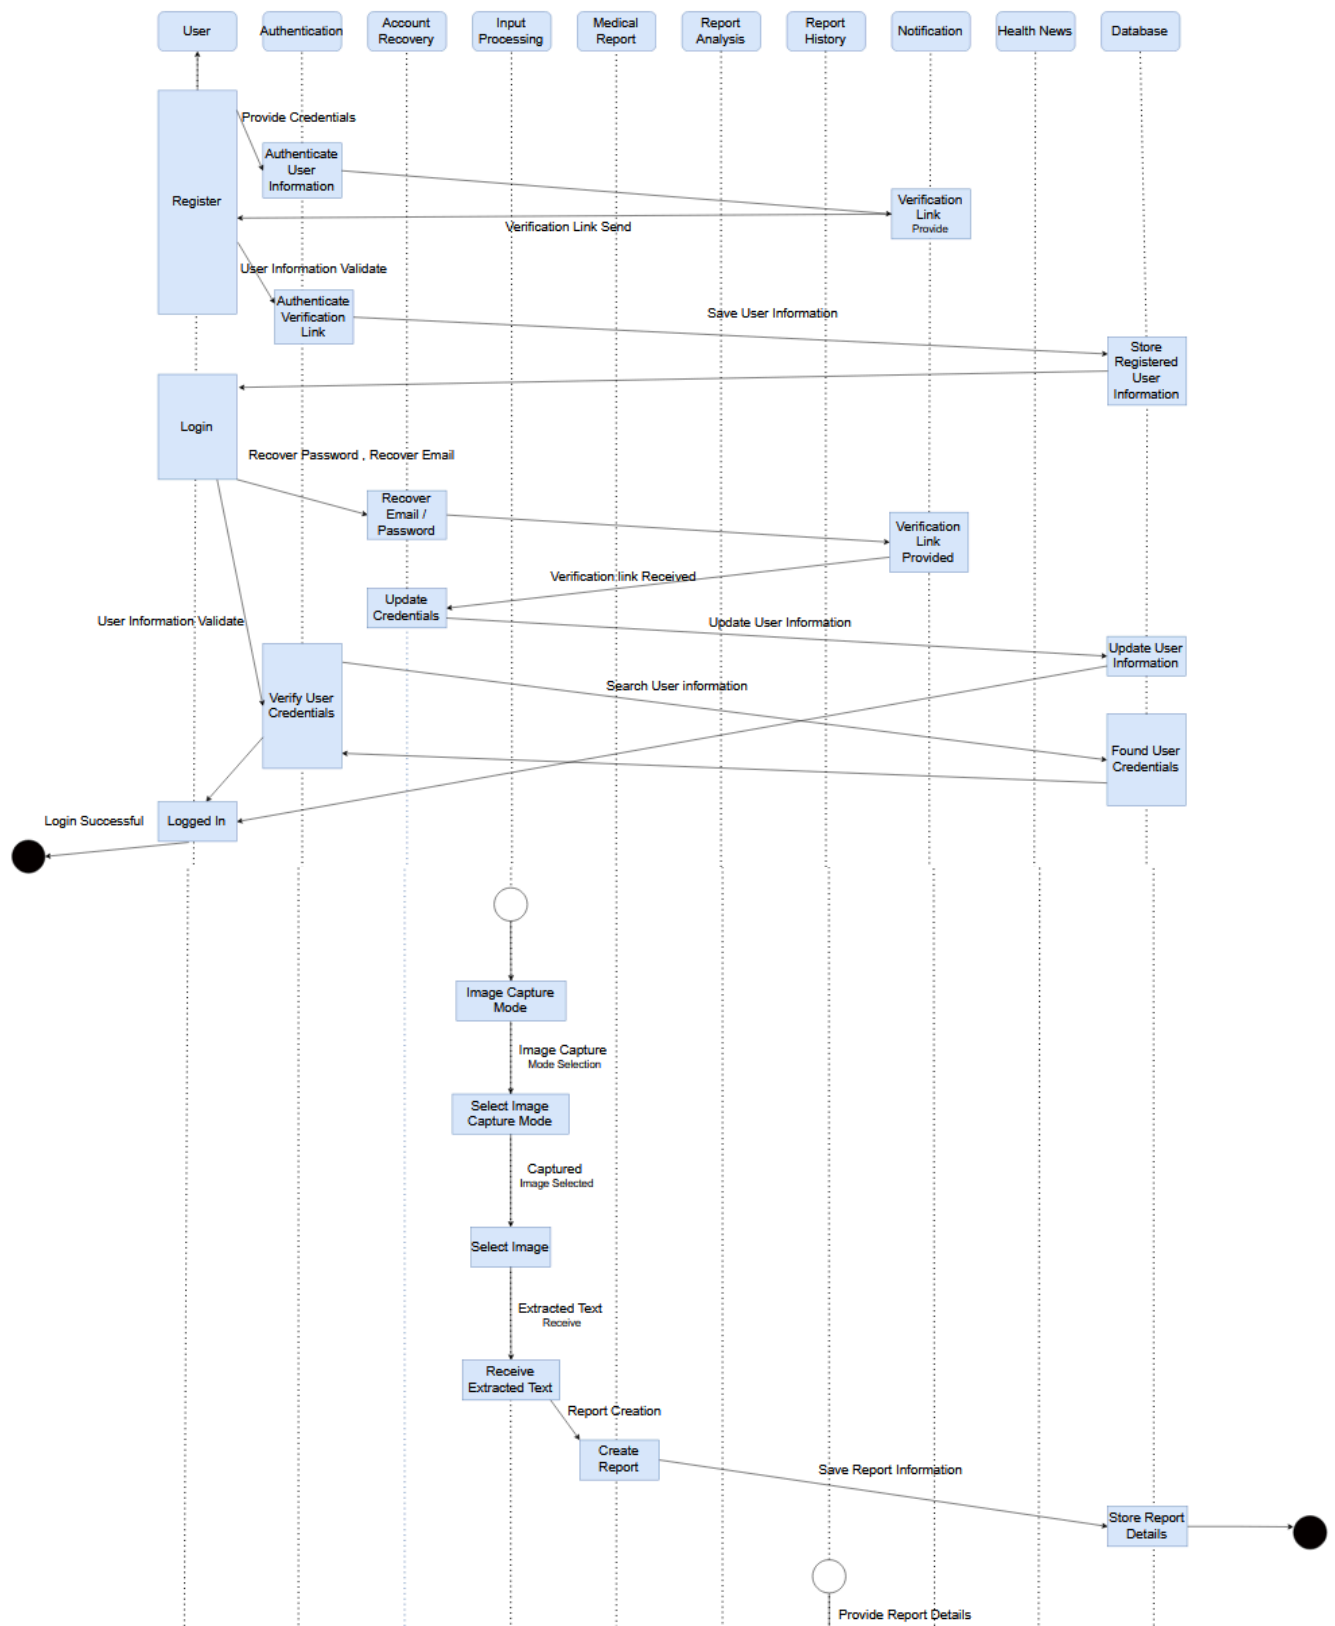 User
Authentication
Account
Recovery
Input
Processing
Medical
Report
Report
Analysis
Report
History
Notification
Health News
Database
Provide Credentials
Authenticate
User
Information
Register
Verification
Link
Provide
Verification Link Send
User Information Validate
Authenticate
Verification
Link
Save User Information
Store
Registered
User
Information
Login
Recover Password , Recover Email
Recover
Email /
Password
Verification
Link
Provided
Verification link Received
Update
Credentials
User Information Validate
Update User Information
Update User
Information
Search User information
Verify User
Credentials
Found User
Credentials
Login Successful
Logged In
Image Capture
Mode
Image Capture
Mode Selection
Select Image
Capture Mode
Captured
Image Selected
Select Image
Extracted Text
Receive
Receive
Extracted Text
Report Creation
Create
Report
Save Report Information
Store Report
Details
Provide Report Details